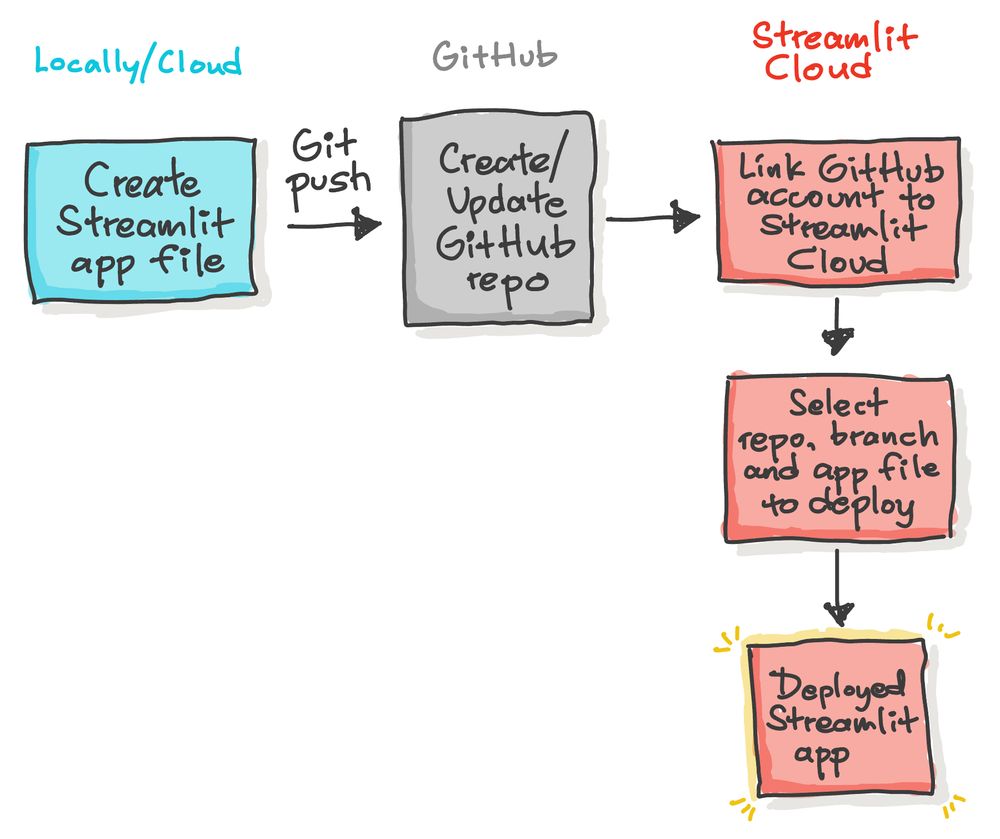 Locally/Cloud
GitHub
Streamlit
Cloud
Create
Streamlit
app file
Git
push
Create/
Update
GitHub
repo
Link GitHub
account to
Streamlit
Cloud
Select
repo, branch
and app file
to deploy
Deployed
Streamlit
app